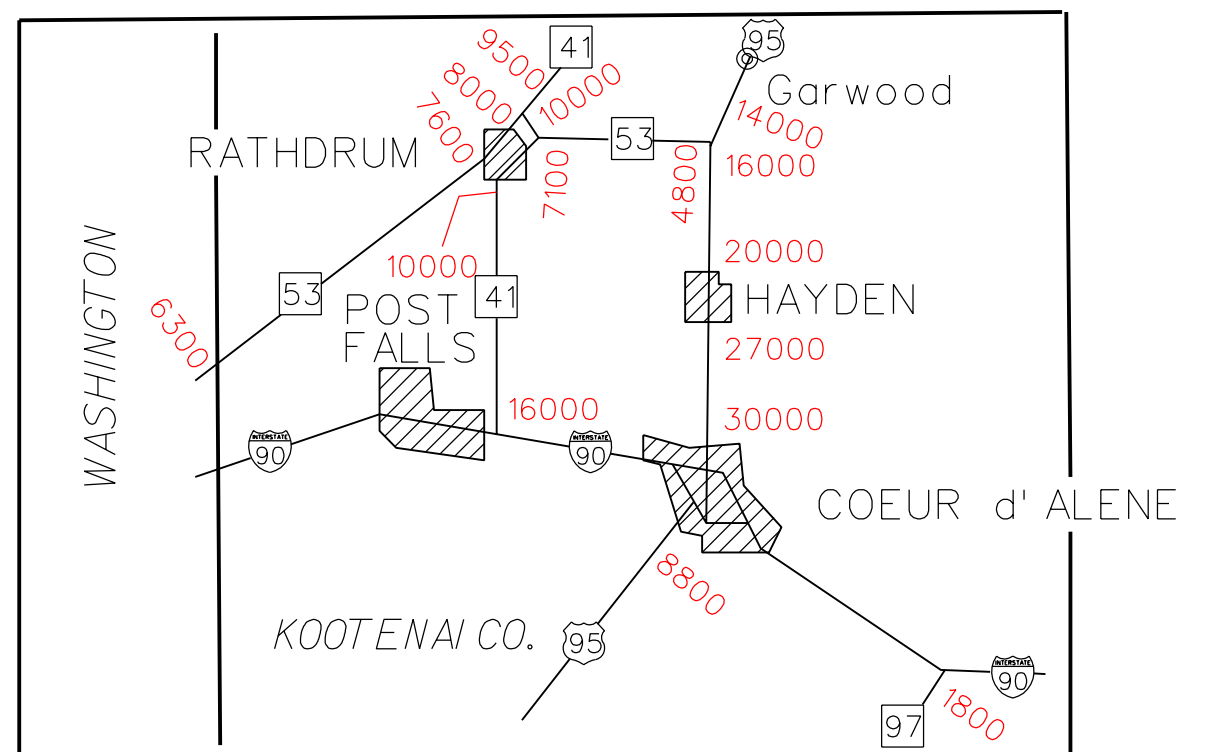 95
41
9500
Garwood
8000
10000
14000
7600
53
RATHDRUM
16000
7100
4800
10000
20000
WASHINGTON
53
41
HAYDEN
POST
FALLS
6300
27000
16000
30000
INTERSTATE
90
INTERSTATE
90
COEUR d' ALENE
8800
KOOTENAI CO.
95
INTERSTATE
90
1800
97